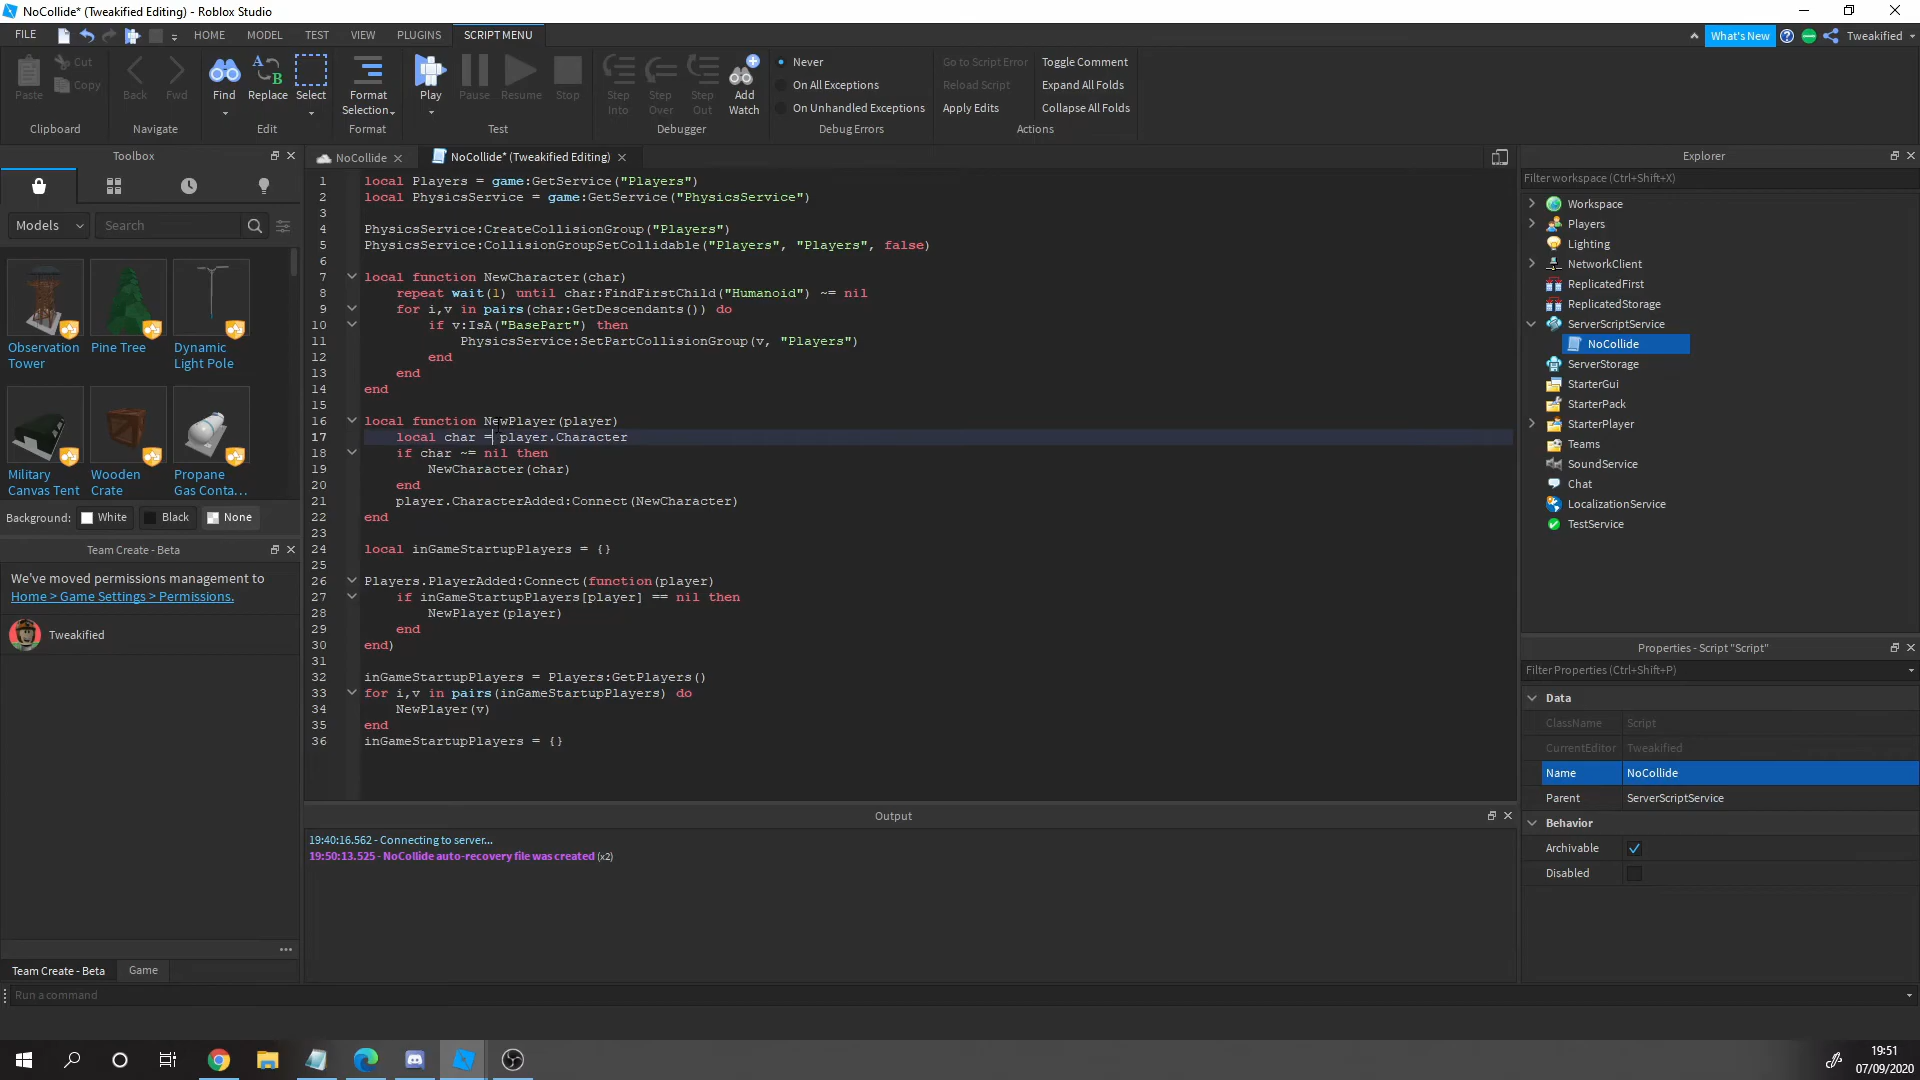 NoCollide* (Tweakified Editing) - Roblox Studio
FILE HOME MODEL TEST VIEW PLUGINS SCRIPT MENU What's New Tweakified
Paste Cut Copy Back Fwd Find Replace Select Format Selection Play Pause Resume Stop Step Into Step Over Step Out Add Watch
Never
On All Exceptions
On Unhandled Exceptions
Go to Script Error
Reload Script
Apply Edits
Toggle Comment
Expand All Folds
Collapse All Folds
Clipboard Navigate Edit Format Test Debugger Debug Errors Actions
Toolbox
Models Search
Observation Tower
Pine Tree
Dynamic Light Pole
Military Canvas Tent
Wooden Crate
Propane Gas Conta...
Background: White Black None
Team Create - Beta
We've moved permissions management to
Home > Game Settings > Permissions.
Tweakified
Team Create - Beta Game
NoCollide NoCollide* (Tweakified Editing)
1 local Players = game:GetService("Players")
2 local PhysicsService = game:GetService("PhysicsService")
3
4 PhysicsService:CreateCollisionGroup("Players")
5 PhysicsService:CollisionGroupSetCollidable("Players", "Players", false)
6
7 local function NewCharacter(char)
8 repeat wait(1) until char:FindFirstChild("Humanoid") ~= nil
9 for i,v in pairs(char:GetDescendants()) do
10 if v:IsA("BasePart") then
11 PhysicsService:SetPartCollisionGroup(v, "Players")
12 end
13 end
14 end
15
16 local function NewPlayer(player)
17 local char = player.Character
18 if char ~= nil then
19 NewCharacter(char)
20 end
21 player.CharacterAdded:Connect(NewCharacter)
22 end
23
24 local inGameStartupPlayers = {}
25
26 Players.PlayerAdded:Connect(function(player)
27 if inGameStartupPlayers[player] == nil then
28 NewPlayer(player)
29 end
30 end)
31
32 inGameStartupPlayers = Players:GetPlayers()
33 for i,v in pairs(inGameStartupPlayers) do
34 NewPlayer(v)
35 end
36 inGameStartupPlayers = {}
Output
19:40:16.562 - Connecting to server...
19:50:13.525 - NoCollide auto-recovery file was created (x2)
Run a command
Explorer
Filter workspace (Ctrl+Shift+X)
Workspace
Players
Lighting
NetworkClient
ReplicatedFirst
ReplicatedStorage
ServerScriptService
NoCollide
ServerStorage
StarterGui
StarterPack
StarterPlayer
Teams
SoundService
Chat
LocalizationService
TestService
Properties - Script "Script"
Filter Properties (Ctrl+Shift+P)
Data
ClassName Script
CurrentEditor Tweakified
Name NoCollide
Parent ServerScriptService
Behavior
Archivable
Disabled
19:51
07/09/2020